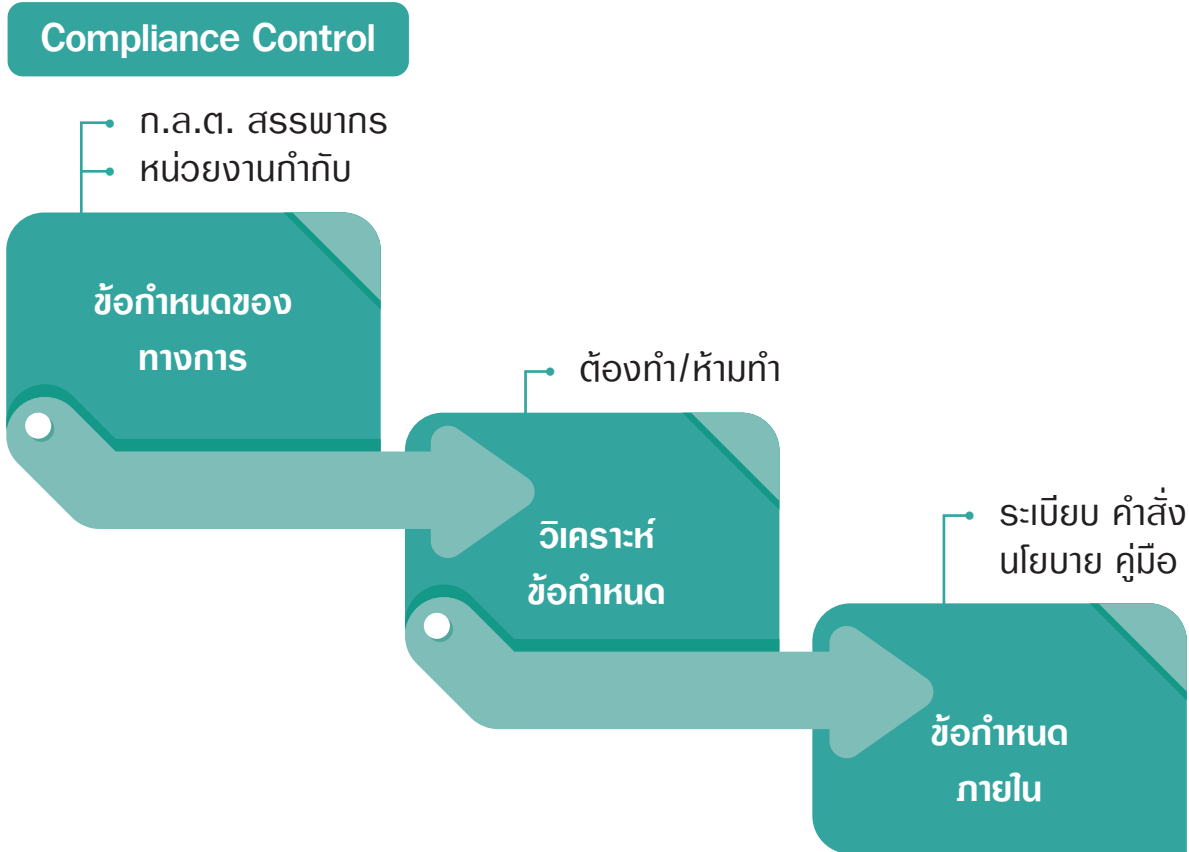 Compliance Control
ก.ล.ต. สรรพากร
หน่วยงานกำกับ
ข้อกำหนดของ
ทางการ
ต้องทำ/ห้ามทำ
วิเคราะห์
ข้อกำหนด
ระเบียบ คำสั่ง
นโยบาย คู่มือ
ข้อกำหนด
ภายใน